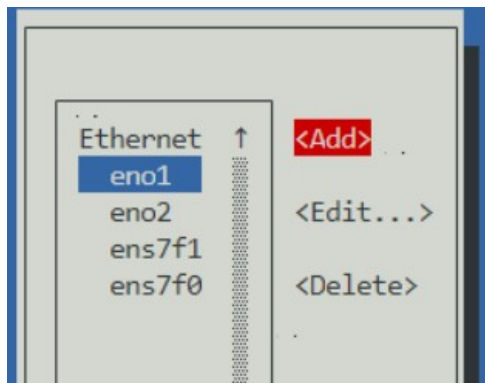 Ethernet ↑ <Add>
eno1
eno2 <Edit...>
ens7f1
ens7f0 <Delete>